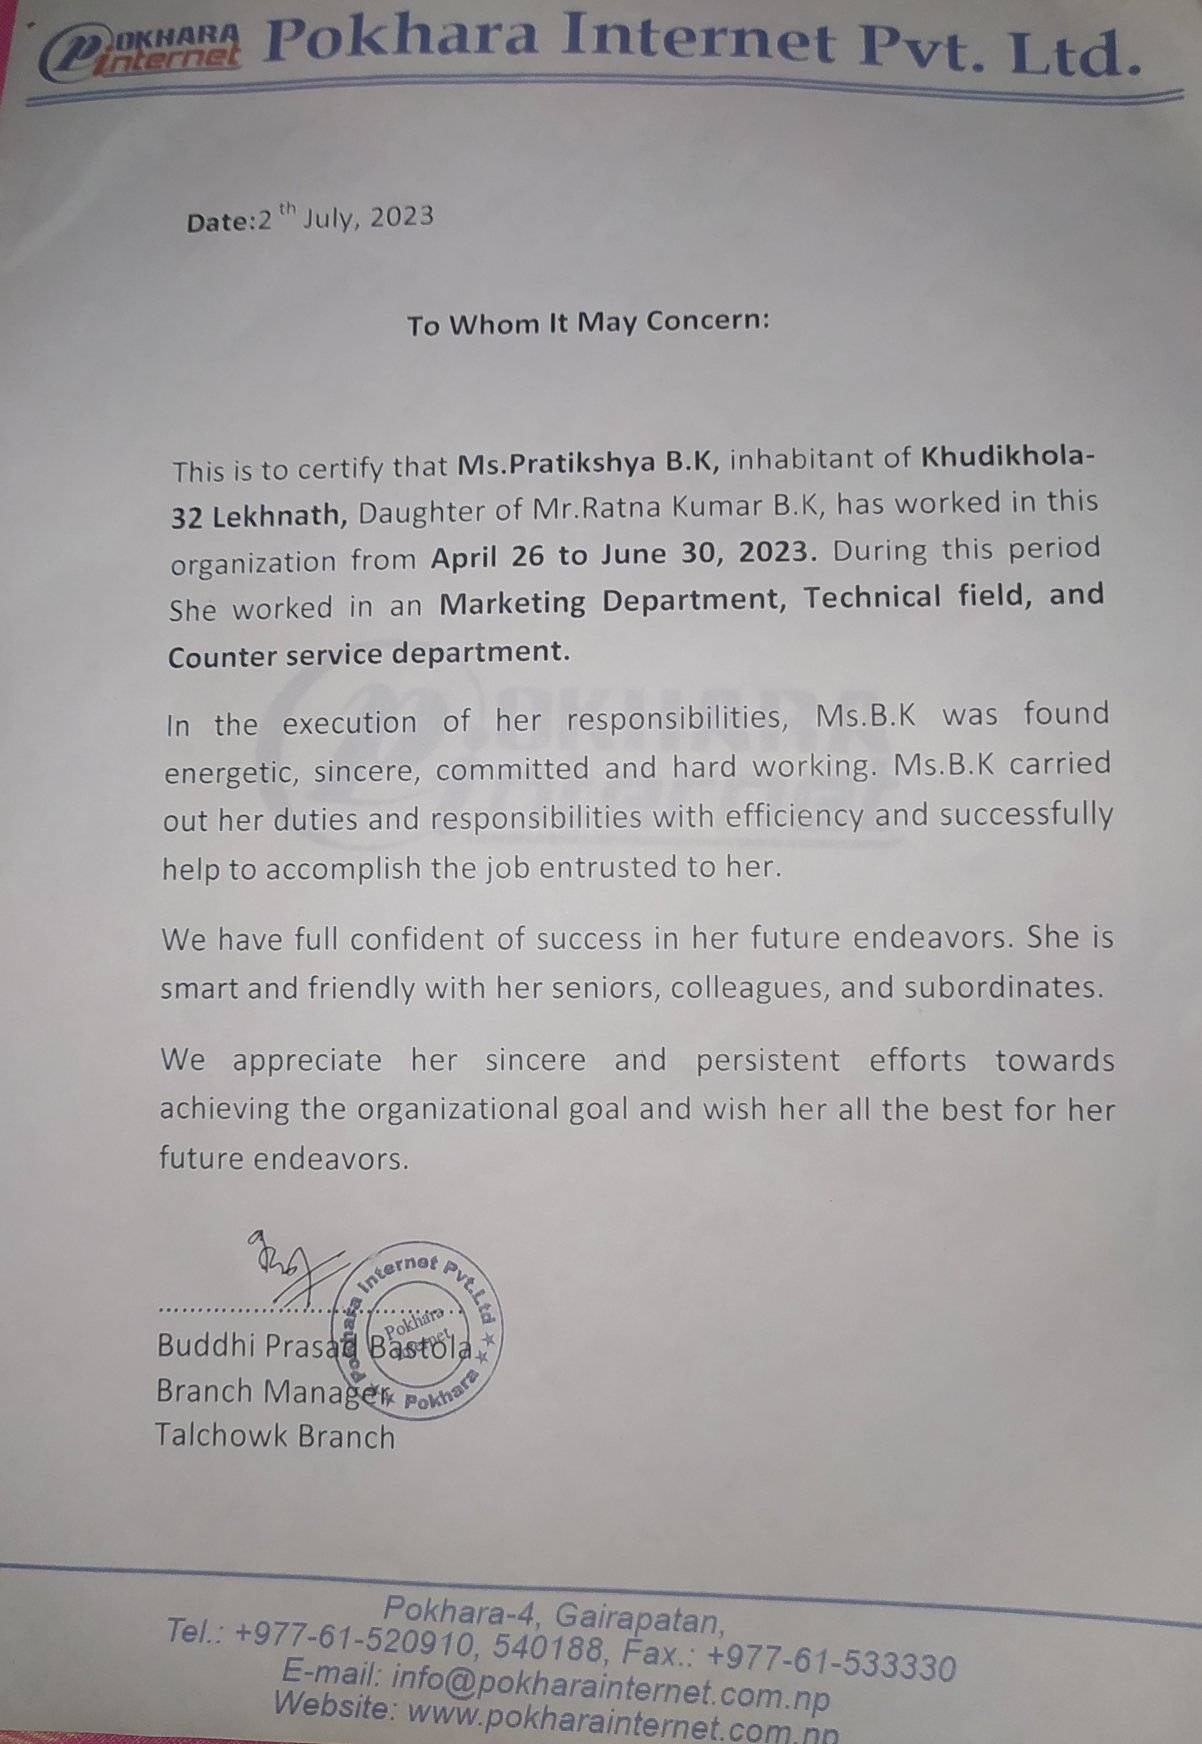 POKHARA
internet
Pokhara Internet Pvt. Ltd.
Date:2 th July, 2023
To Whom It May Concern:
This is to certify that Ms.Pratikshya B.K, inhabitant of Khudikhola-
32 Lekhnath, Daughter of Mr.Ratna Kumar B.K, has worked in this
organization from April 26 to June 30, 2023. During this period
She worked in an Marketing Department, Technical field, and
Counter service department.
In the execution of her responsibilities, Ms.B.K was found
energetic, sincere, committed and hard working. Ms.B.K carried
out her duties and responsibilities with efficiency and successfully
help to accomplish the job entrusted to her.
We have full confident of success in her future endeavors. She is
smart and friendly with her seniors, colleagues, and subordinates.
We appreciate her sincere and persistent efforts towards
achieving the organizational goal and wish her all the best for her
future endeavors.
Pokhara Internet Pvt.Ltd
Pokhara
Internet
Pokhara
Buddhi Prasad Bastola
Branch Manager
Talchowk Branch
POKHARA
internet
Pokhara-4, Gairapatan,
Tel.: +977-61-520910, 540188, Fax.: +977-61-533330
E-mail: info@pokharainternet.com.np
Website: www.pokharainternet.com.np